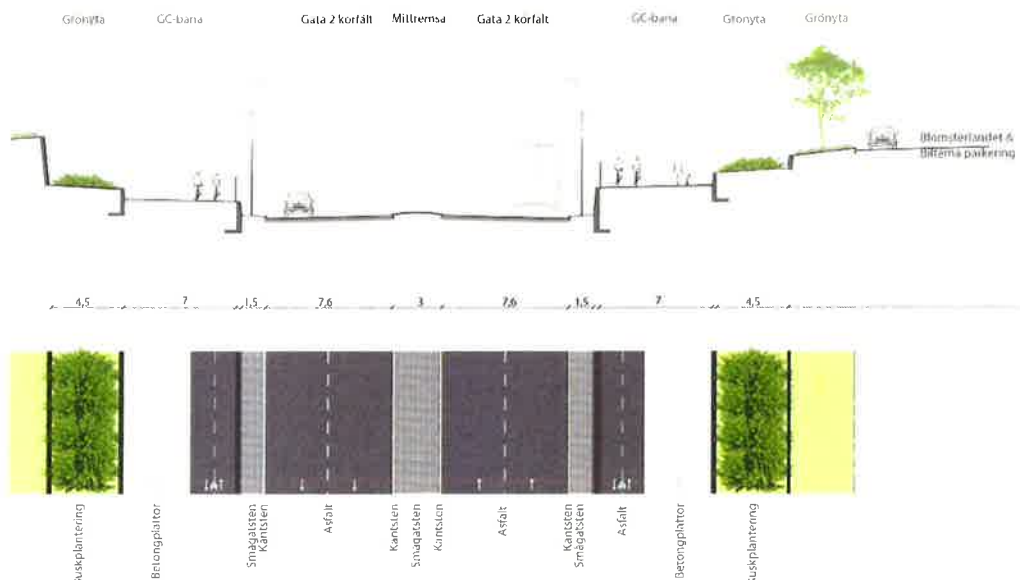 Grönyta GC-bana Gata 2 körfält Mittremsa Gata 2 körfält GC-bana Grönyta Grönyta
Blomsterlandet &
Biltema parkering
4,5 7 1,5 7,6 3 7,6 1,5 7 4,5
Buskplantering
Betongplattor
Smågatsten
Kantsten
Asfalt
Kantsten
Smågatsten
Kantsten
Asfalt
Kantsten
Smågatsten
Asfalt
Betongplattor
Buskplantering